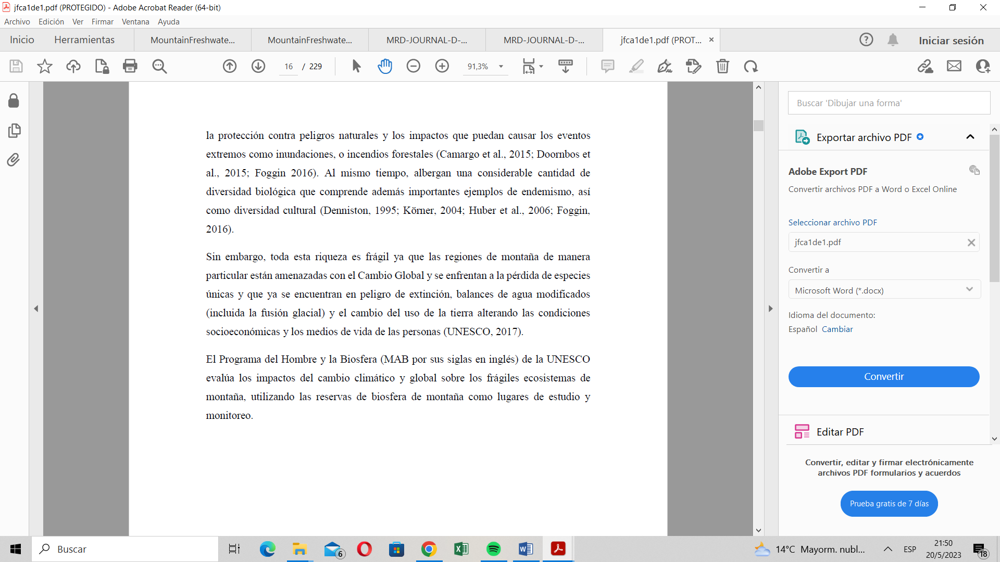 jfca1de1.pdf (PROTEGIDO) - Adobe Acrobat Reader (64-bit)
Archivo Edición Ver Firmar Ventana Ayuda
Inicio Herramientas MountainFreshwate... MountainFreshwate... MRD-JOURNAL-D-... MRD-JOURNAL-D-... jfca1de1.pdf (PROT... Iniciar sesión
16 / 229 91,3%
la protección contra peligros naturales y los impactos que puedan causar los eventos
extremos como inundaciones, o incendios forestales (Camargo et al., 2015; Doornbos et
al., 2015; Foggin 2016). Al mismo tiempo, albergan una considerable cantidad de
diversidad biológica que comprende además importantes ejemplos de endemismo, así
como diversidad cultural (Denniston, 1995; Körner, 2004; Huber et al., 2006; Foggin,
2016).
Sin embargo, toda esta riqueza es frágil ya que las regiones de montaña de manera
particular están amenazadas con el Cambio Global y se enfrentan a la pérdida de especies
únicas y que ya se encuentran en peligro de extinción, balances de agua modificados
(incluida la fusión glacial) y el cambio del uso de la tierra alterando las condiciones
socioeconómicas y los medios de vida de las personas (UNESCO, 2017).
El Programa del Hombre y la Biosfera (MAB por sus siglas en inglés) de la UNESCO
evalúa los impactos del cambio climático y global sobre los frágiles ecosistemas de
montaña, utilizando las reservas de biosfera de montaña como lugares de estudio y
monitoreo.
Buscar 'Dibujar una forma'
Exportar archivo PDF
Adobe Export PDF
Convertir archivos PDF a Word o Excel Online
Seleccionar archivo PDF
jfca1de1.pdf
Convertir a
Microsoft Word (*.docx)
Idioma del documento:
Español Cambiar
Convertir
Editar PDF
Convertir, editar y firmar electrónicamente
archivos PDF formularios y acuerdos
Prueba gratis de 7 días
Buscar
6
14°C Mayorm. nubl...
ESP
21:50
20/5/2023
18